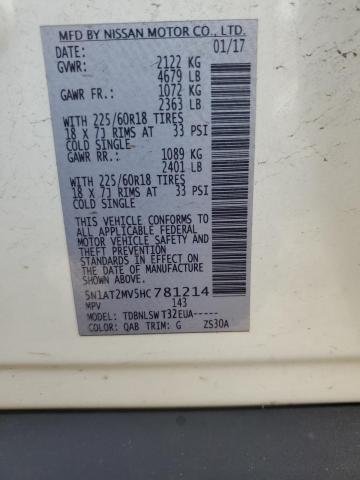 MFD BY NISSAN MOTOR CO., LTD.
DATE: 01/17
GVWR: 2122 KG
4679 LB
GAWR FR.: 1072 KG
2363 LB
WITH 225/60R18 TIRES
18 X 7J RIMS AT 33 PSI
COLD SINGLE
GAWR RR.: 1089 KG
2401 LB
WITH 225/60R18 TIRES
18 X 7J RIMS AT 33 PSI
COLD SINGLE
THIS VEHICLE CONFORMS TO
ALL APPLICABLE FEDERAL
MOTOR VEHICLE SAFETY, BUMPER
AND THEFT PREVENTION STANDARDS
IN EFFECT ON THE DATE OF MANUFACTURE
SHOWN ABOVE.
5N1AT2MV5HC781214
MPV 143
MODEL: TDBNLSWT32EUA-----
COLOR: QAB TRIM: G ZS30A